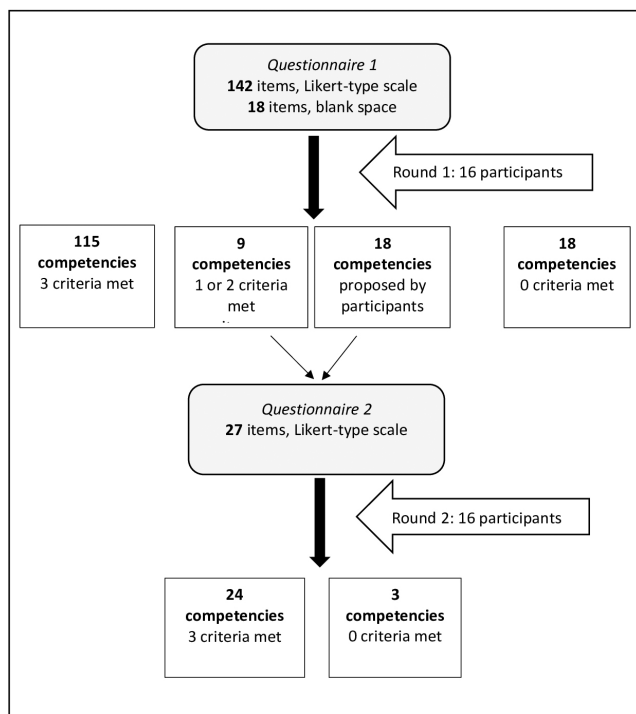 Questionnaire 1
142 items, Likert-type scale
18 items, blank space
Round 1: 16 participants
115
competencies
3 criteria met
9
competencies
1 or 2 criteria
met
18
competencies
proposed by
participants
18
competencies
0 criteria met
Questionnaire 2
27 items, Likert-type scale
Round 2: 16 participants
24
competencies
3 criteria met
3
competencies
0 criteria met